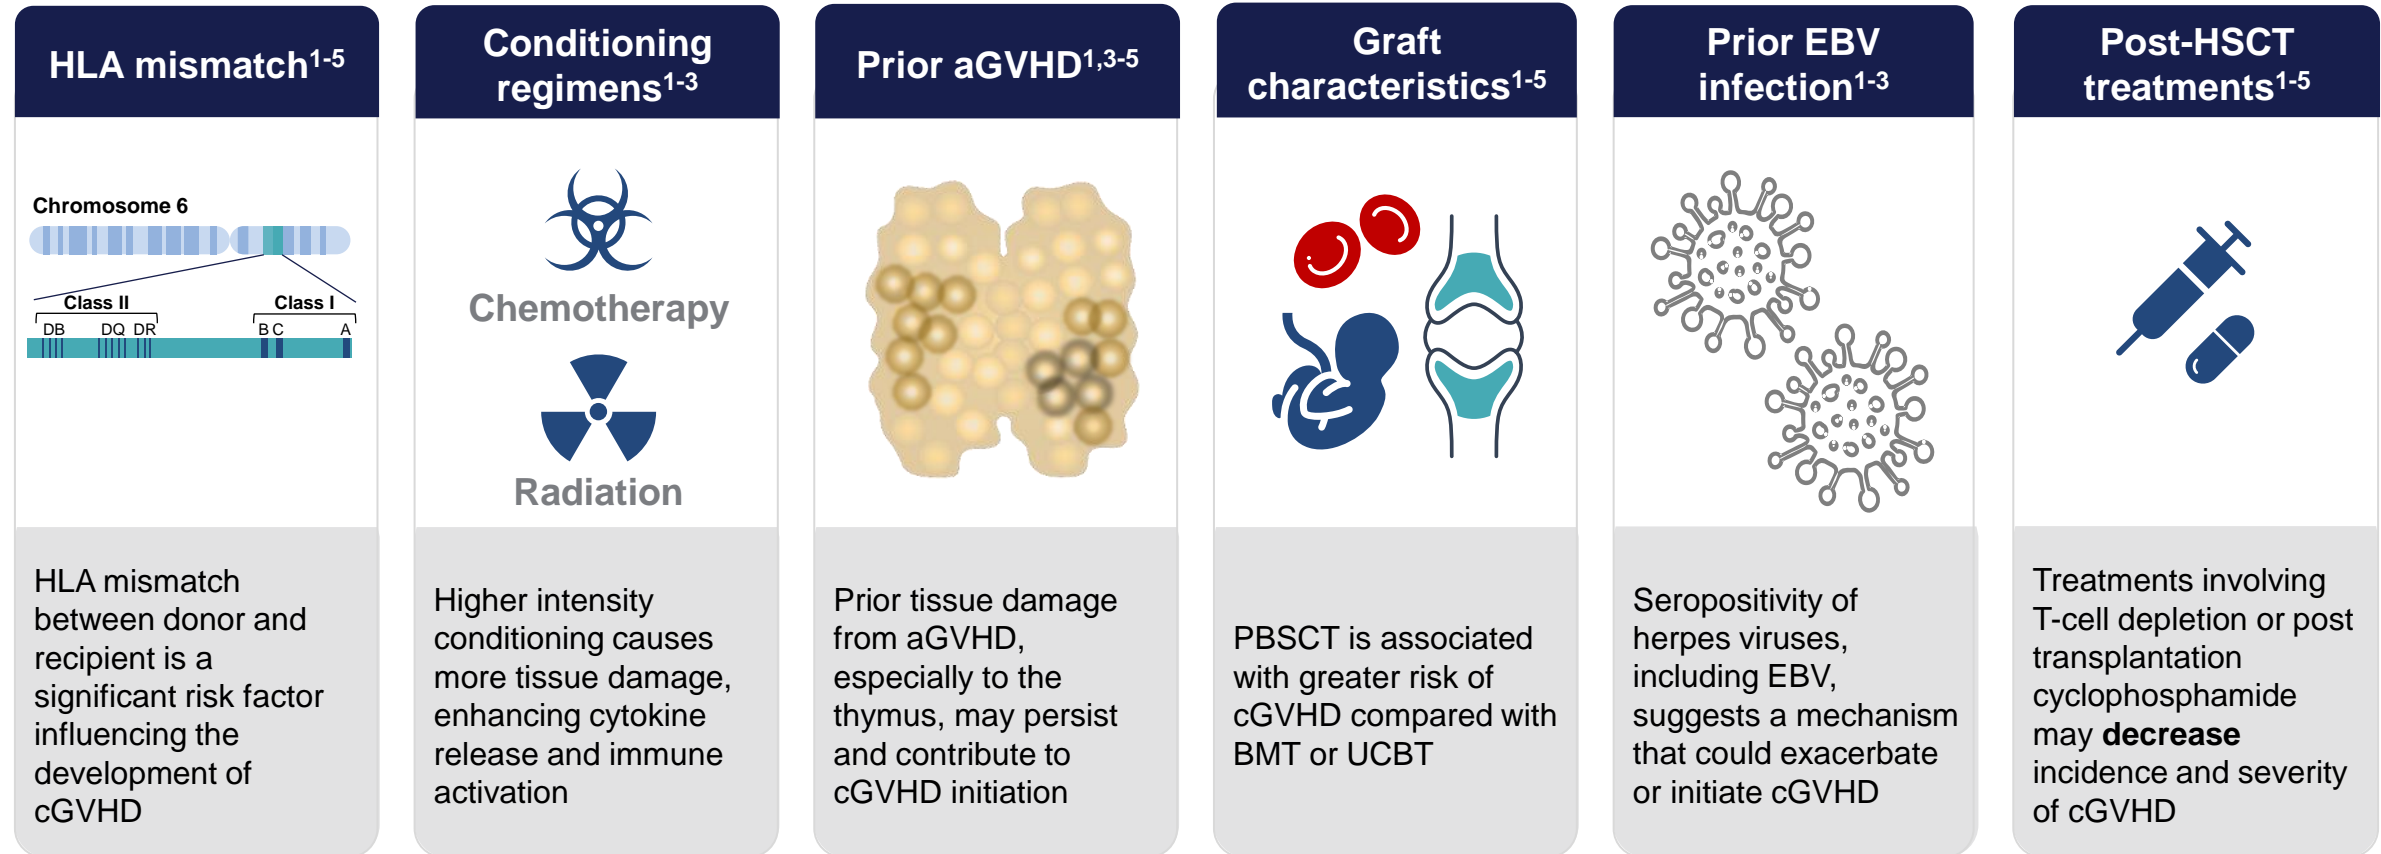 HLA mismatch1-5
Chromosome 6
Class II Class I
DB DQ DR B C A
HLA mismatch
between donor and
recipient is a
significant risk factor
influencing the
development of
cGVHD
Conditioning
regimens1-3
Chemotherapy
Radiation
Higher intensity
conditioning causes
more tissue damage,
enhancing cytokine
release and immune
activation
Prior aGVHD1,3-5
Prior tissue damage
from aGVHD,
especially to the
thymus, may persist
and contribute to
cGVHD initiation
Graft
characteristics1-5
PBSCT is associated
with greater risk of
cGVHD compared with
BMT or UCBT
Prior EBV
infection1-3
Seropositivity of
herpes viruses,
including EBV,
suggests a mechanism
that could exacerbate
or initiate cGVHD
Post-HSCT
treatments1-5
Treatments involving
T-cell depletion or post
transplantation
cyclophosphamide
may decrease
incidence and severity
of cGVHD